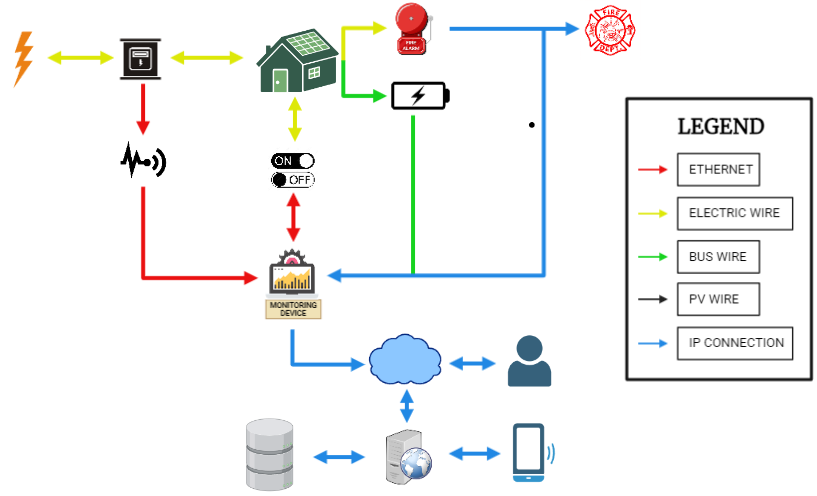 FIRE
ALARM
FIRE
DEPT.
ON
OFF
MONITORING
DEVICE
LEGEND
ETHERNET
ELECTRIC WIRE
BUS WIRE
PV WIRE
IP CONNECTION